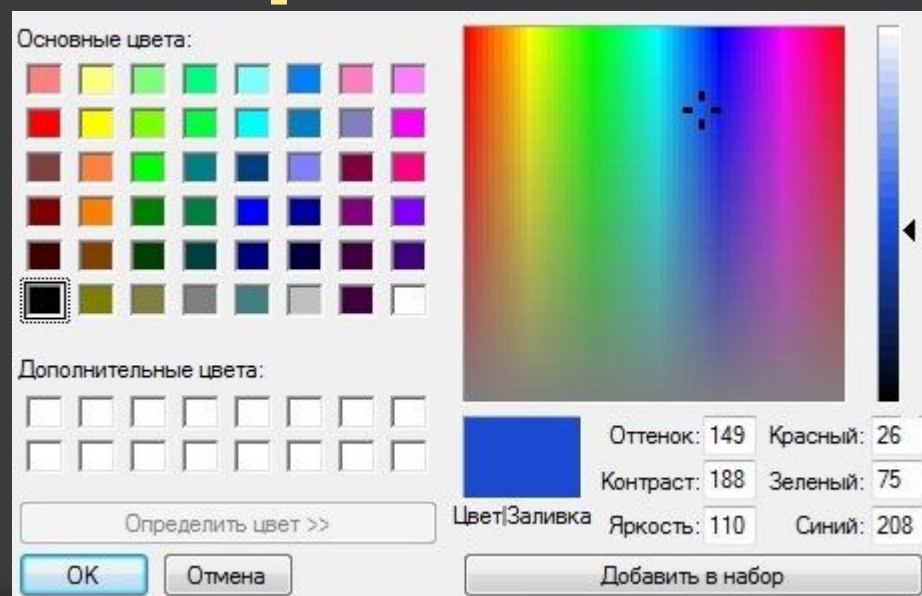 Основные цвета:
Дополнительные цвета:
Определить цвет >>
ОК
Отмена
Цвет|Заливка
Оттенок: 149
Контраст: 188
Яркость: 110
Красный: 26
Зеленый: 75
Синий: 208
Добавить в набор